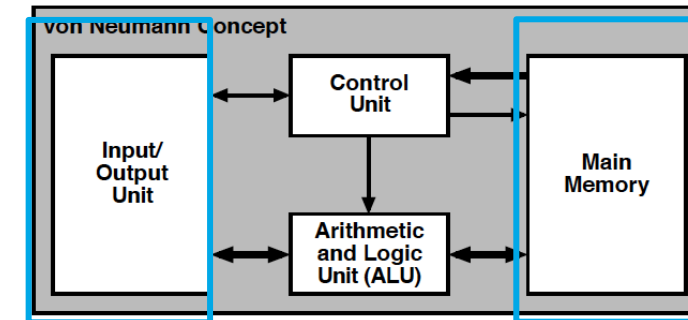 Von Neumann Concept
Control
Unit
Input/
Output
Unit
Main
Memory
Arithmetic
and Logic
Unit (ALU)